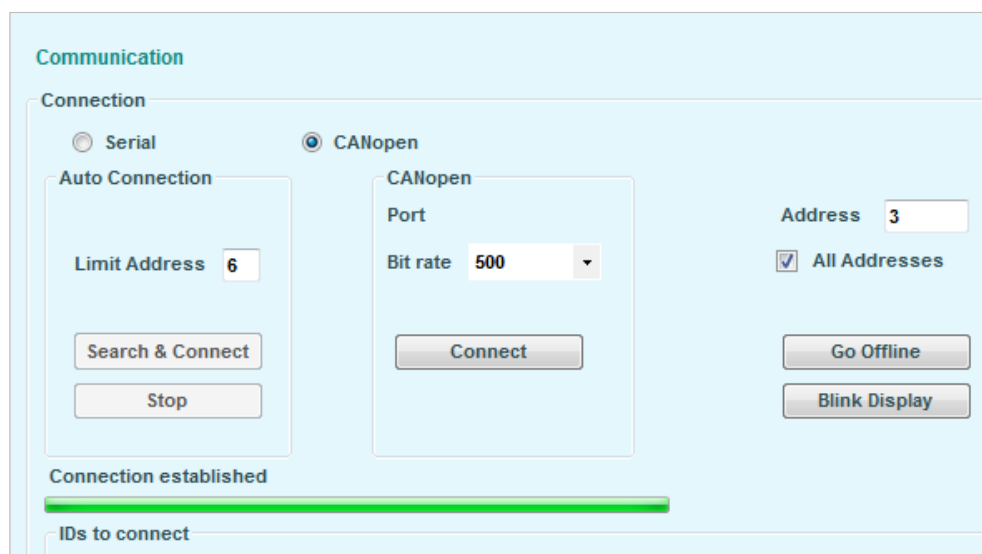 Communication
Connection
Serial
CANopen
Auto Connection
CANopen
Port
Address 3
Limit Address 6
Bit rate 500
All Addresses
Search & Connect
Connect
Go Offline
Stop
Blink Display
Connection established
IDs to connect